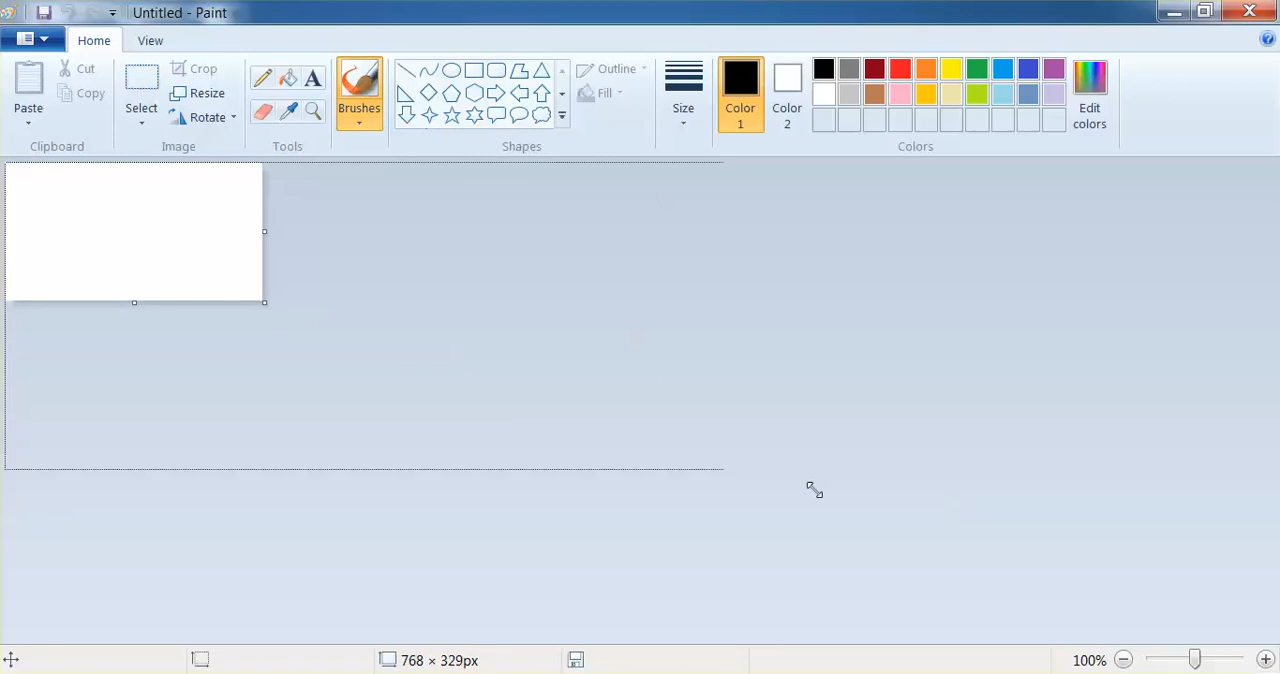 Untitled - Paint
Home View
Paste
Cut
Copy
Clipboard
Select
Crop
Resize
Rotate
Image
A
Tools
Brushes
Outline
Fill
Shapes
Size
Color
1
Color
2
Edit
colors
Colors
768 × 329px
100%